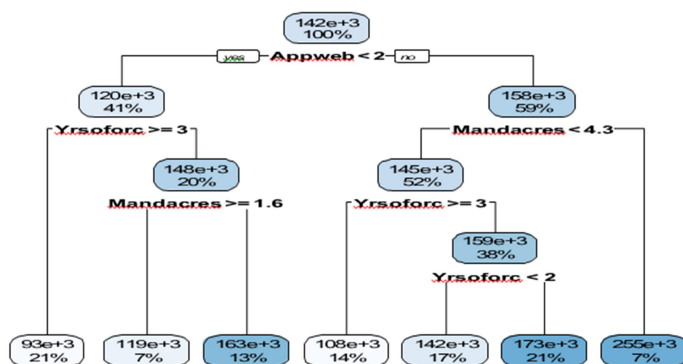 142e+3
100%
yes Appweb < 2 no
120e+3
41%
158e+3
59%
Yrsoforc >= 3
Mandacres < 4.3
148e+3
20%
145e+3
52%
Mandacres >= 1.6
Yrsoforc >= 3
159e+3
38%
Yrsoforc < 2
93e+3
21%
119e+3
7%
163e+3
13%
108e+3
14%
142e+3
17%
173e+3
21%
255e+3
7%